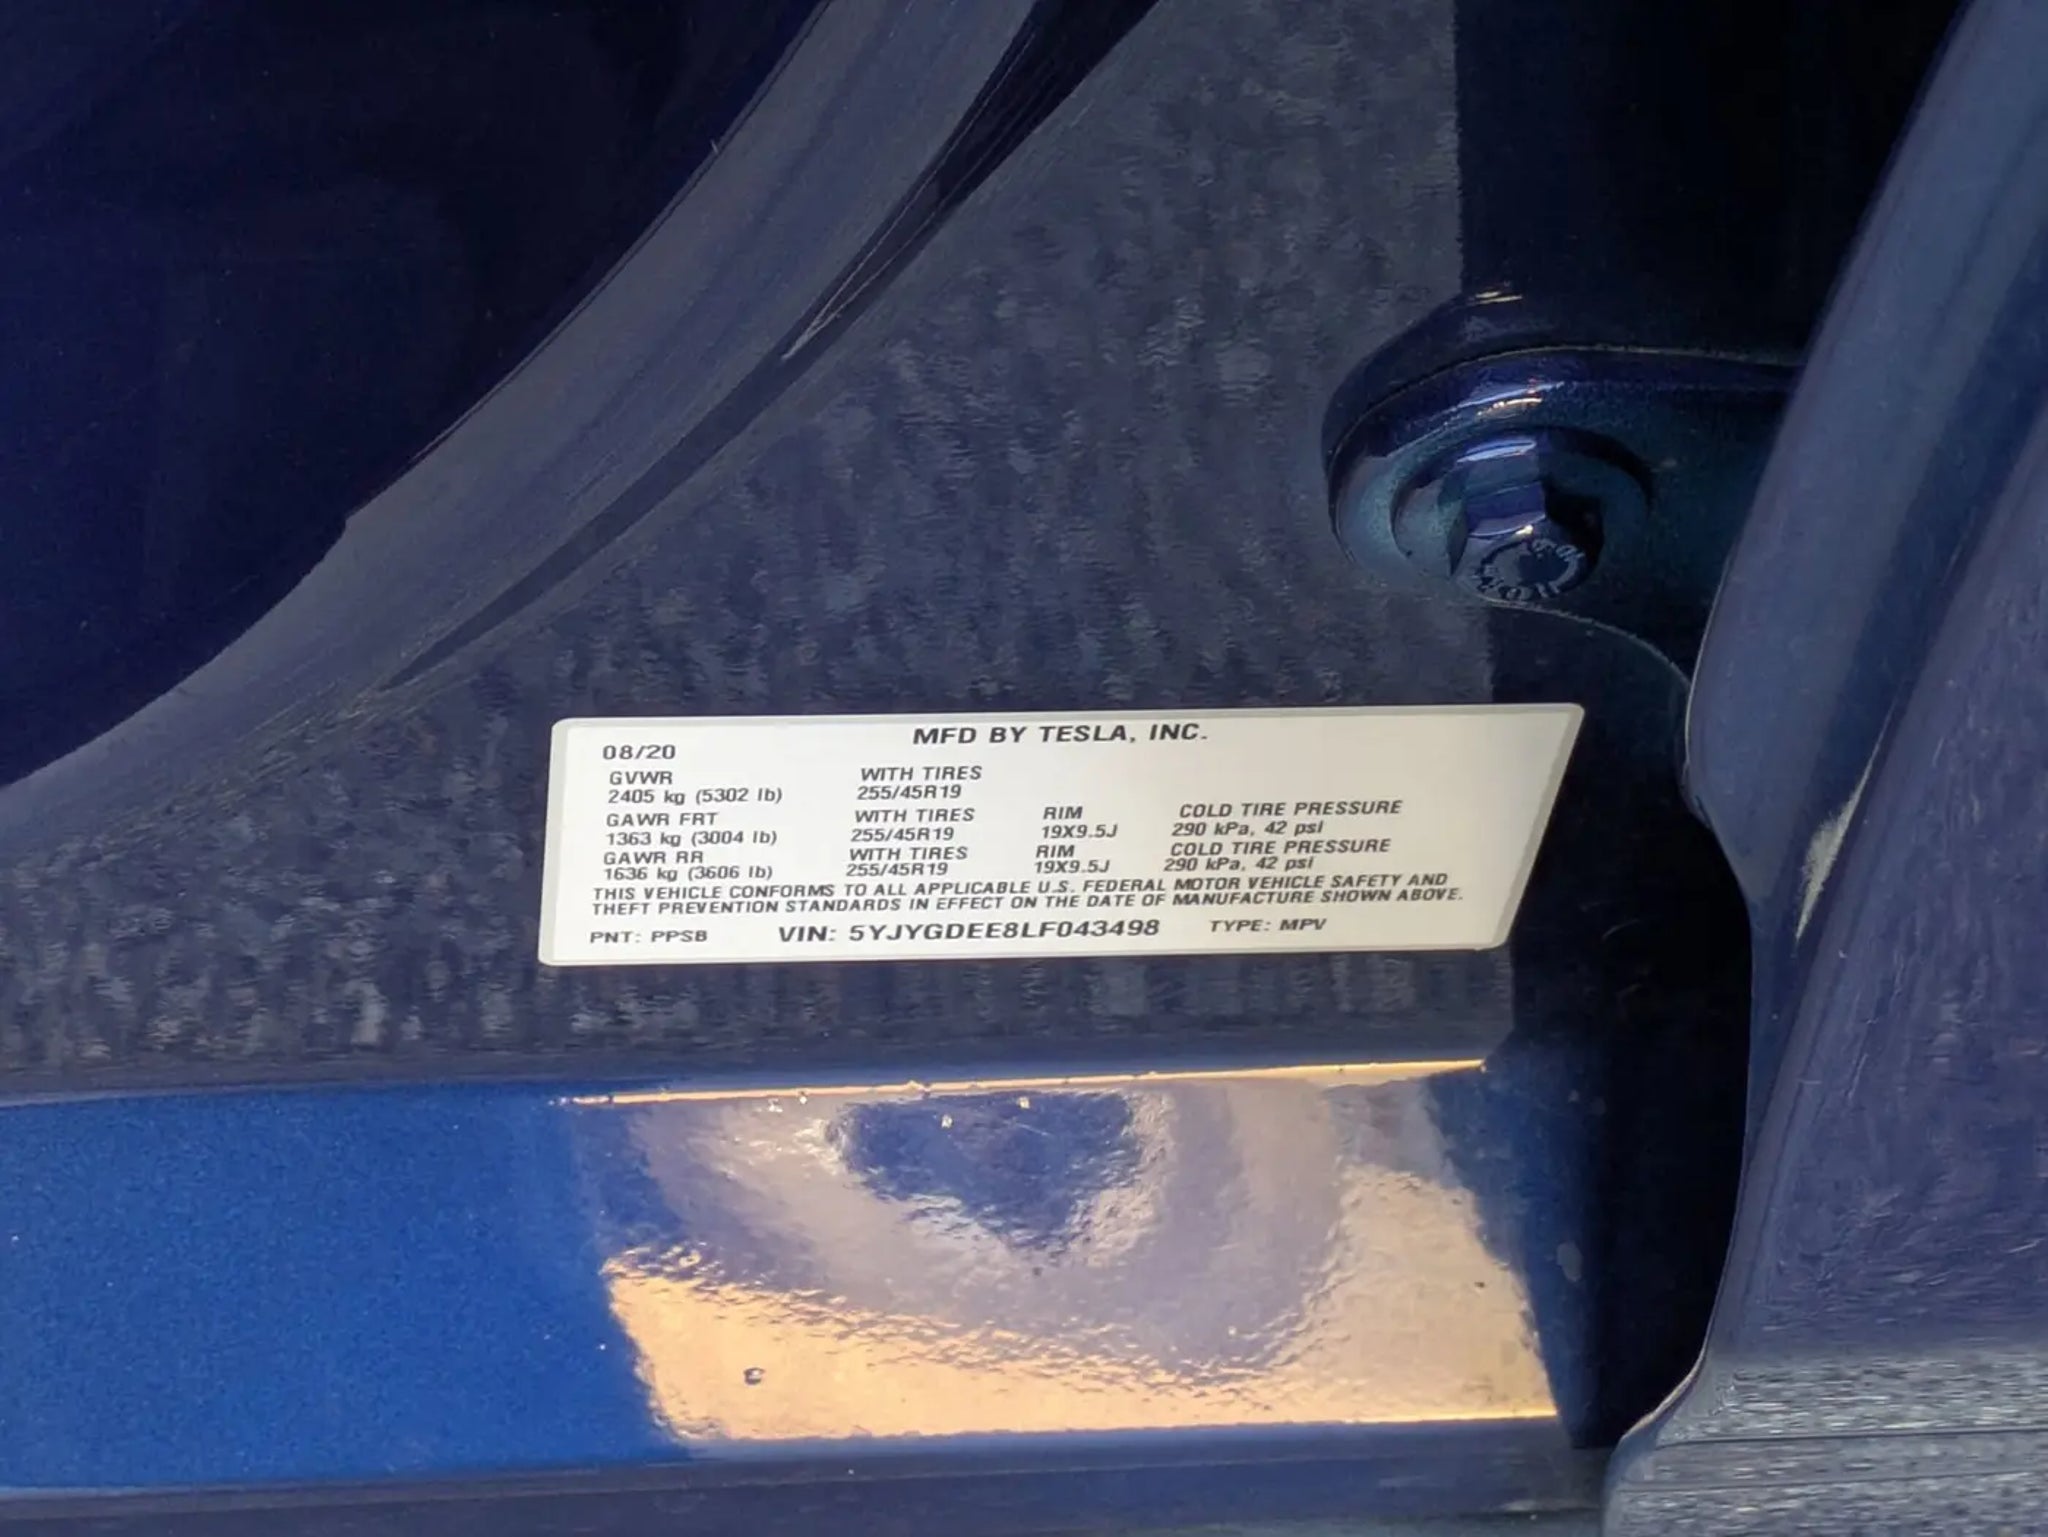 MFD BY TESLA, INC.
08/20
GVWR WITH TIRES
2405 kg (5302 lb) 255/45R19
GAWR FRT WITH TIRES RIM COLD TIRE PRESSURE
1363 kg (3004 lb) 255/45R19 19X9.5J 290 kPa, 42 psi
GAWR RR WITH TIRES RIM COLD TIRE PRESSURE
1636 kg (3606 lb) 255/45R19 19X9.5J 290 kPa, 42 psi
THIS VEHICLE CONFORMS TO ALL APPLICABLE U.S. FEDERAL MOTOR VEHICLE SAFETY AND
THEFT PREVENTION STANDARDS IN EFFECT ON THE DATE OF MANUFACTURE SHOWN ABOVE.
PNT: PPSB VIN: 5YJYGDEE8LF043498 TYPE: MPV